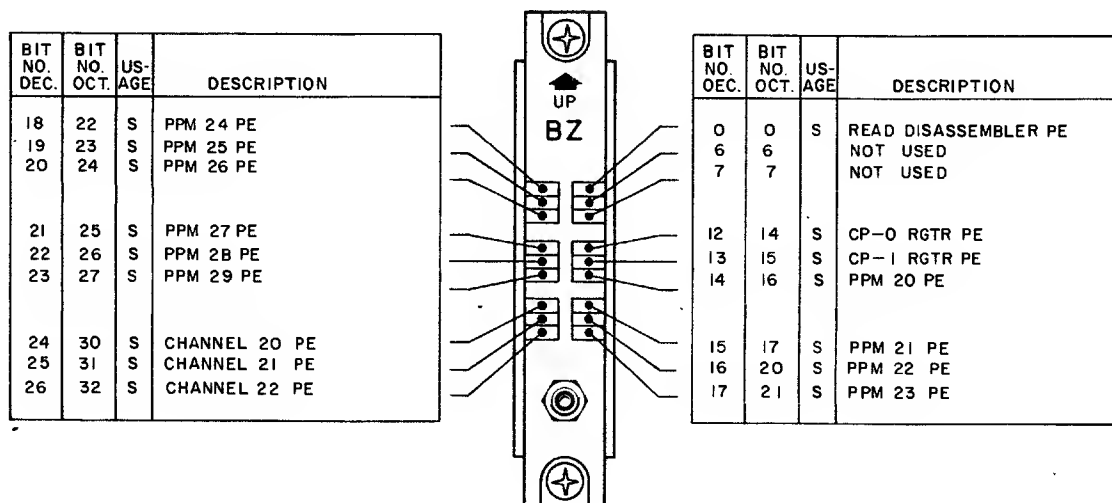 BIT NO. DEC. BIT NO. OCT. US-AGE DESCRIPTION
18 22 S PPM 24 PE
19 23 S PPM 25 PE
20 24 S PPM 26 PE
21 25 S PPM 27 PE
22 26 S PPM 2B PE
23 27 S PPM 29 PE
24 30 S CHANNEL 20 PE
25 31 S CHANNEL 21 PE
26 32 S CHANNEL 22 PE
UP
BZ
BIT NO. OEC. BIT NO. OCT. US-AGE DESCRIPTION
0 0 S READ DISASSEMBLER PE
6 6 NOT USED
7 7 NOT USED
12 14 S CP-0 RGTR PE
13 15 S CP-1 RGTR PE
14 16 S PPM 20 PE
15 17 S PPM 21 PE
16 20 S PPM 22 PE
17 21 S PPM 23 PE